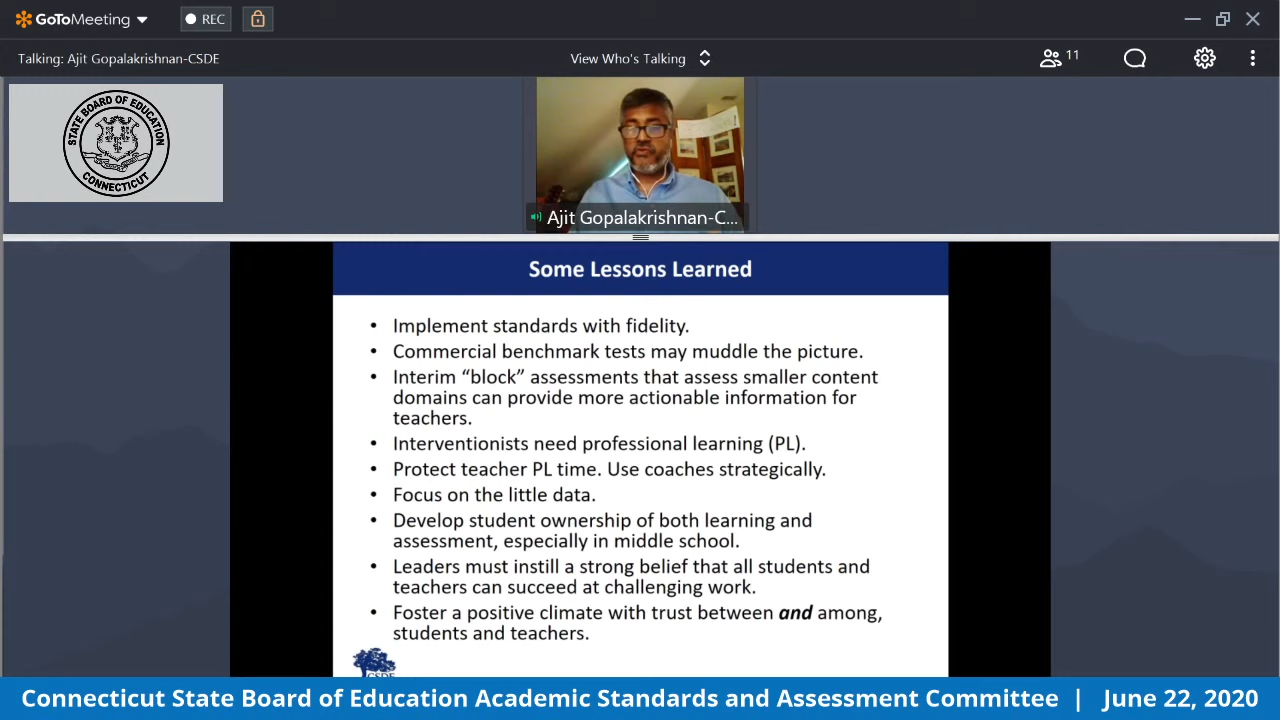 GoToMeeting
REC
Talking: Ajit Gopalakrishnan-CSDE
View Who's Talking
11
STATE BOARD OF EDUCATION
CONNECTICUT
Ajit Gopalakrishnan-C...
Some Lessons Learned
• Implement standards with fidelity.
• Commercial benchmark tests may muddle the picture.
• Interim “block” assessments that assess smaller content
domains can provide more actionable information for
teachers.
• Interventionists need professional learning (PL).
• Protect teacher PL time. Use coaches strategically.
• Focus on the little data.
• Develop student ownership of both learning and
assessment, especially in middle school.
• Leaders must instill a strong belief that all students and
teachers can succeed at challenging work.
• Foster a positive climate with trust between and among,
students and teachers.
CSDE
Connecticut State Board of Education Academic Standards and Assessment Committee | June 22, 2020